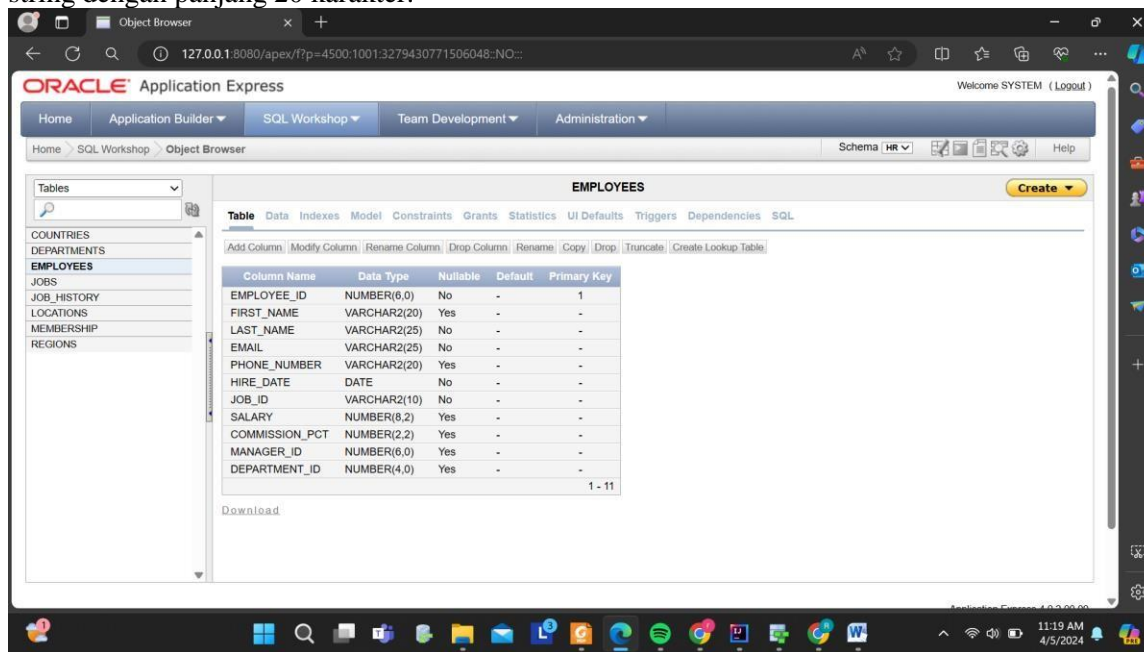 string dengan panjang 20 karakter.
Object Browser
127.0.0.1:8080/apex/f?p=4500:1001:3279430771506048::NO:::
ORACLE Application Express
Welcome SYSTEM ( Logout )
Home Application Builder SQL Workshop Team Development Administration
Home SQL Workshop Object Browser Schema HR Help
Tables EMPLOYEES Create
Table Data Indexes Model Constraints Grants Statistics UI Defaults Triggers Dependencies SQL
Add Column Modify Column Rename Column Drop Column Rename Copy Drop Truncate Create Lookup Table
COUNTRIES
DEPARTMENTS
EMPLOYEES
JOBS
JOB_HISTORY
LOCATIONS
MEMBERSHIP
REGIONS
Column Name Data Type Nullable Default Primary Key
EMPLOYEE_ID NUMBER(6,0) No - 1
FIRST_NAME VARCHAR2(20) Yes - -
LAST_NAME VARCHAR2(25) No - -
EMAIL VARCHAR2(25) No - -
PHONE_NUMBER VARCHAR2(20) Yes - -
HIRE_DATE DATE No - -
JOB_ID VARCHAR2(10) No - -
SALARY NUMBER(8,2) Yes - -
COMMISSION_PCT NUMBER(2,2) Yes - -
MANAGER_ID NUMBER(6,0) Yes - -
DEPARTMENT_ID NUMBER(4,0) Yes - -
1 - 11
Download
11:19 AM
4/5/2024